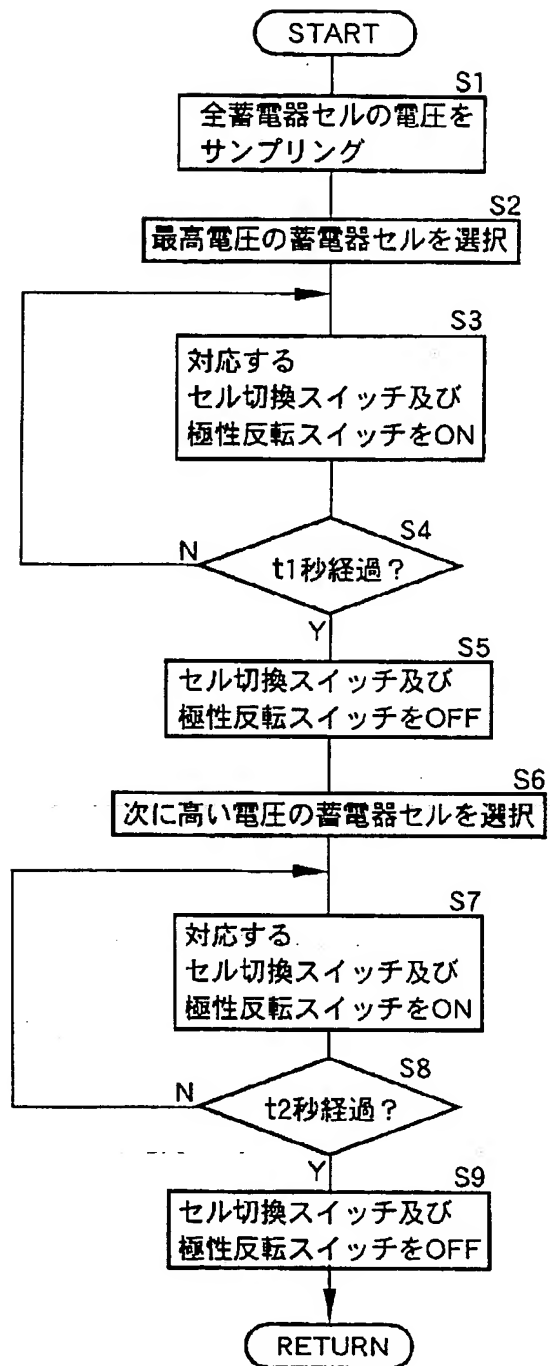 START
S1
全蓄電器セルの電圧を
サンプリング
S2
最高電圧の蓄電器セルを選択
S3
対応する
セル切換スイッチ及び
極性反転スイッチをON
S4
N
t1秒経過?
Y
S5
セル切換スイッチ及び
極性反転スイッチをOFF
S6
次に高い電圧の蓄電器セルを選択
S7
対応する
セル切換スイッチ及び
極性反転スイッチをON
S8
N
t2秒経過?
Y
S9
セル切換スイッチ及び
極性反転スイッチをOFF
RETURN